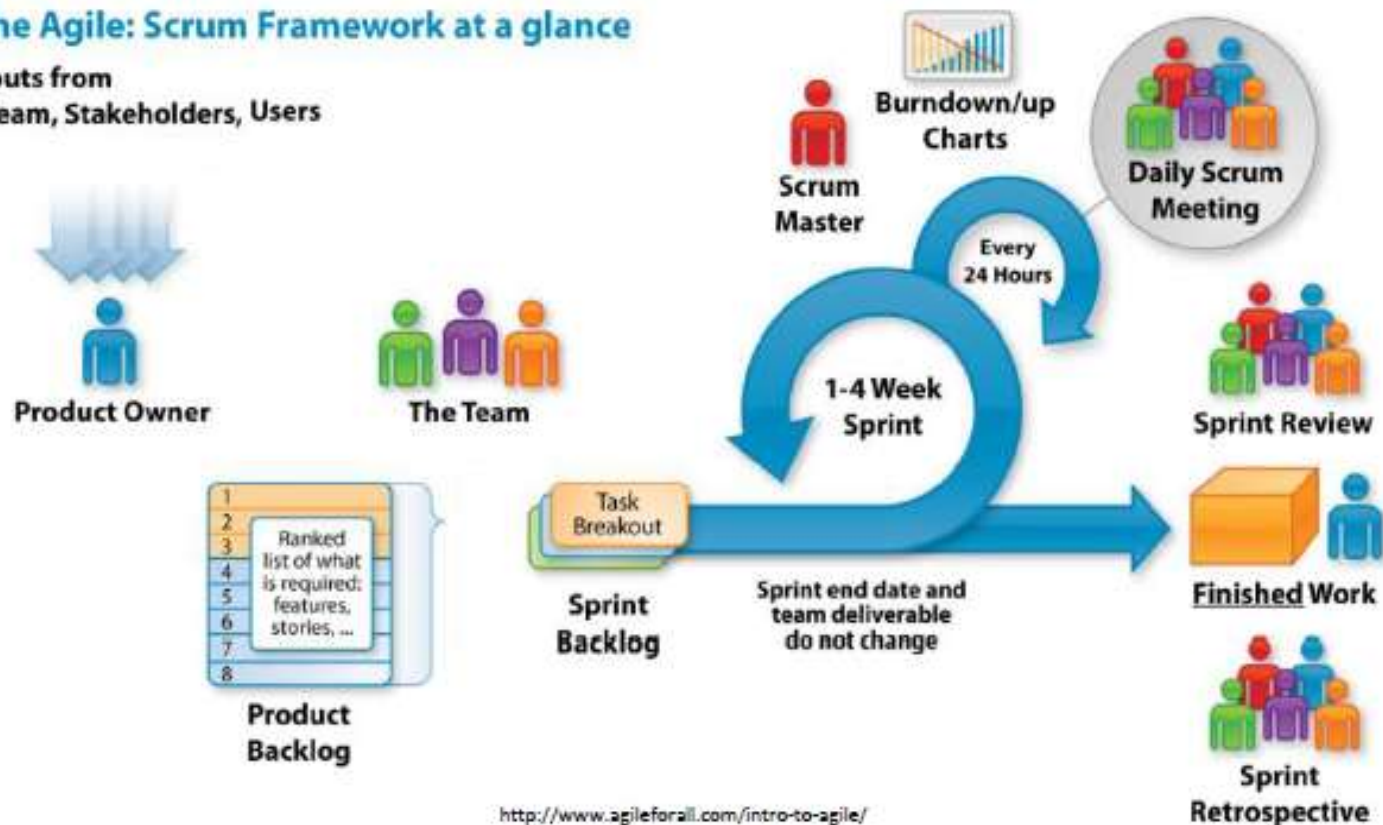 ne Agile: Scrum Framework at a glance
outs from
eam, Stakeholders, Users
Burndown/up
Charts
Scrum
Master
Daily Scrum
Meeting
Every
24 Hours
Product Owner
The Team
1-4 Week
Sprint
Sprint Review
1
2
3
4
5
6
7
8
Ranked
list of what
is required:
features,
stories, ...
Product
Backlog
Task
Breakout
Sprint
Backlog
Sprint end date and
team deliverable
do not change
Finished Work
Sprint
Retrospective
http://www.agileforall.com/intro-to-agile/